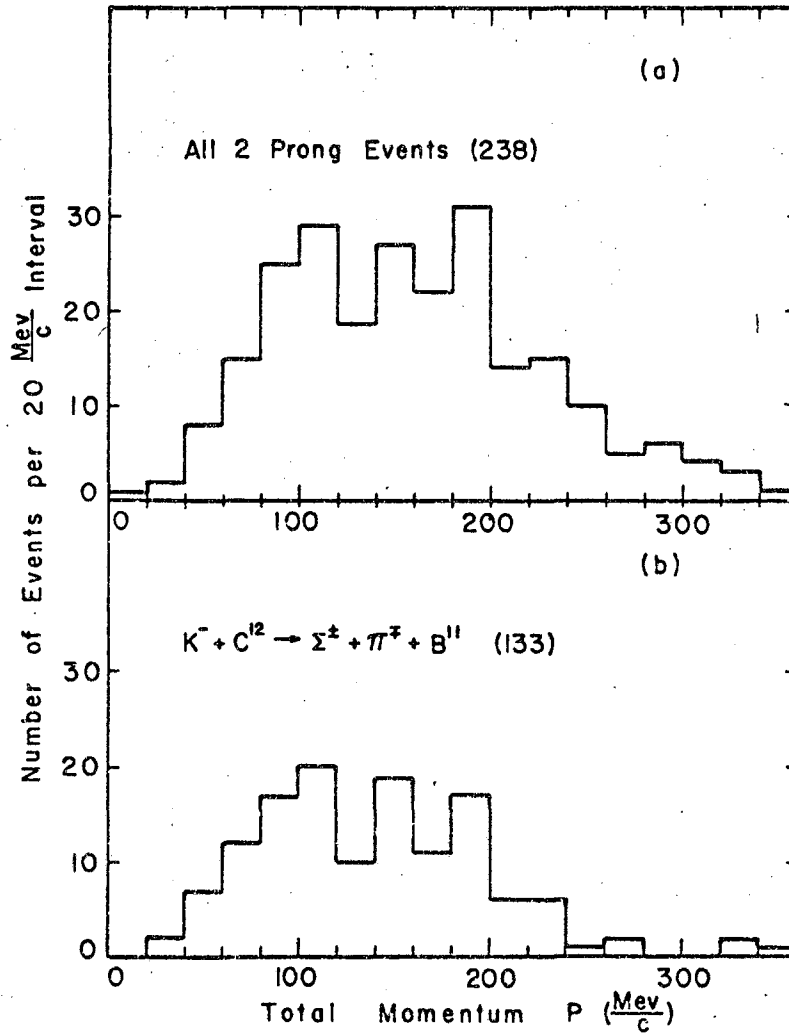 (a)
All 2 Prong Events (238)
30
20
10
0
0 100 200 300
(b)
K⁻ + C¹² → Σ± + π∓ + B¹¹ (133)
30
20
10
0
0 100 200 300
Total Momentum P (Mev/c)
Number of Events per 20 Mev/c Interval